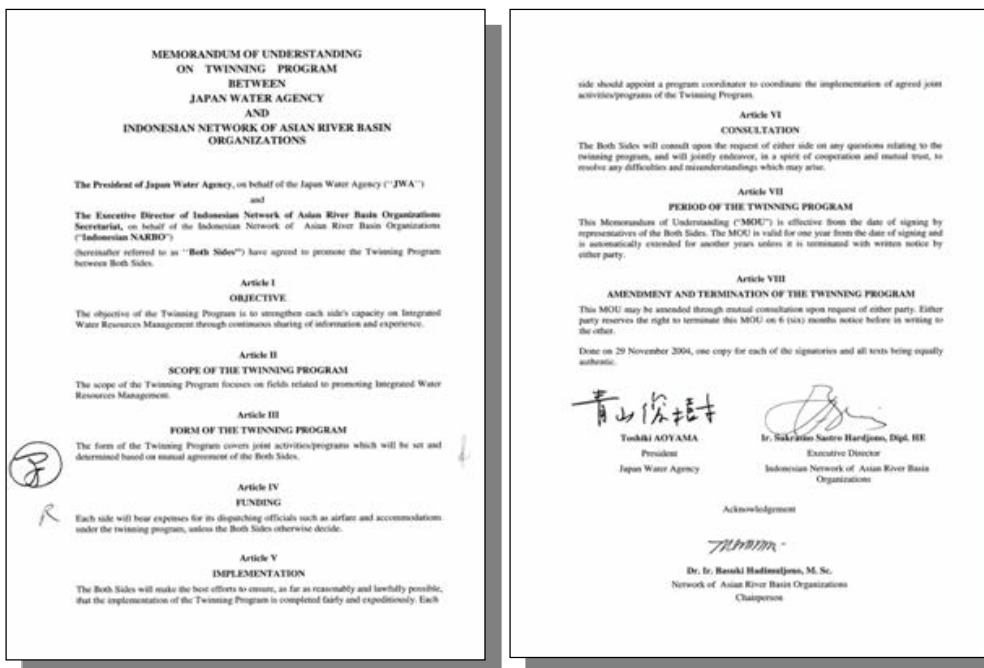 MEMORANDUM OF UNDERSTANDING
ON TWINNING PROGRAM
BETWEEN
JAPAN WATER AGENCY
AND
INDONESIAN NETWORK OF ASIAN RIVER BASIN
ORGANIZATIONS
The President of Japan Water Agency, on behalf of the Japan Water Agency ("JWA")
and
The Executive Director of Indonesian Network of Asian River Basin Organizations
Secretariat, on behalf of the Indonesian Network of Asian River Basin Organizations
("Indonesian NARBO")
(hereinafter referred to as "Both Sides") have agreed to promote the Twinning Program
between Both Sides.
Article I
OBJECTIVE
The objective of the Twinning Program is to strengthen each side's capacity on Integrated
Water Resources Management through continuous sharing of information and experience.
Article II
SCOPE OF THE TWINNING PROGRAM
The scope of the Twinning Program focuses on fields related to promoting Integrated Water
Resources Management.
Article III
FORM OF THE TWINNING PROGRAM
The form of the Twinning Program covers joint activities/programs which will be set and
determined based on mutual agreement of the Both Sides.
Article IV
FUNDING
Each side will bear expenses for its dispatching officials such as airfare and accommodations
under the twinning program, unless the Both Sides otherwise decide.
Article V
IMPLEMENTATION
The Both Sides will make the best efforts to ensure, as far as reasonably and lawfully possible,
that the implementation of the Twinning Program is completed fairly and expeditiously. Each
side should appoint a program coordinator to coordinate the implementation of agreed joint
activities/programs of the Twinning Program.
Article VI
CONSULTATION
The Both Sides will consult upon the request of either side on any questions relating to the
twinning program, and will jointly endeavor, in a spirit of cooperation and mutual trust, to
resolve any difficulties and misunderstandings which may arise.
Article VII
PERIOD OF THE TWINNING PROGRAM
This Memorandum of Understanding ("MOU") is effective from the date of signing by
representatives of the Both Sides. The MOU is valid for one year from the date of signing and
is automatically extended for another years unless it is terminated with written notice by
either party.
Article VIII
AMENDMENT AND TERMINATION OF THE TWINNING PROGRAM
This MOU may be amended through mutual consultation upon request of either party. Either
party reserves the right to terminate this MOU on 6 (six) months notice before in writing to
the other.
Done on 29 November 2004, one copy for each of the signatories and all texts being equally
authentic.
青山俊樹
Toshiki AOYAMA
President
Japan Water Agency
Ir. Sukratno Sastro Hardjono, Dipl. HE
Executive Director
Indonesian Network of Asian River Basin
Organizations
Acknowledgement
Dr. Ir. Basuki Hadimuljono, M. Sc.
Network of Asian River Basin Organizations
Chairperson